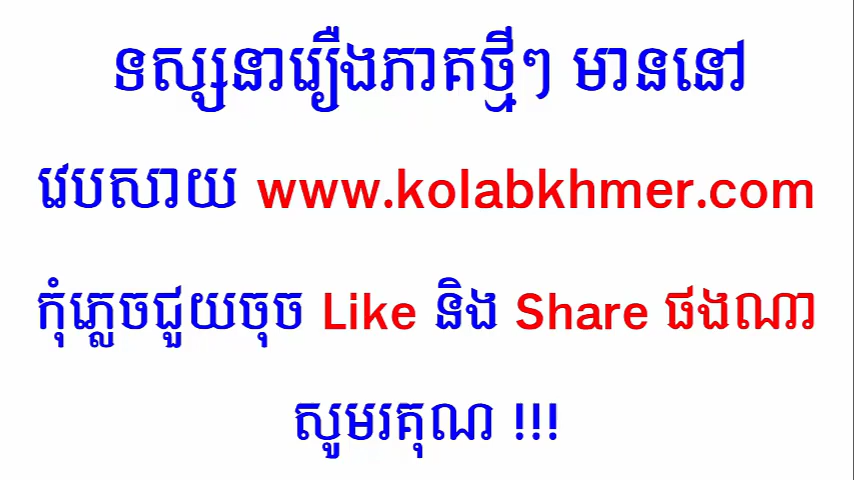 ទស្សនារឿងភាគថ្មីៗ មាននៅ
វេបសាយ www.kolabkhmer.com
កុំភ្លេចជួយចុច Like និង Share ផងណា
សូមរគុណ !!!